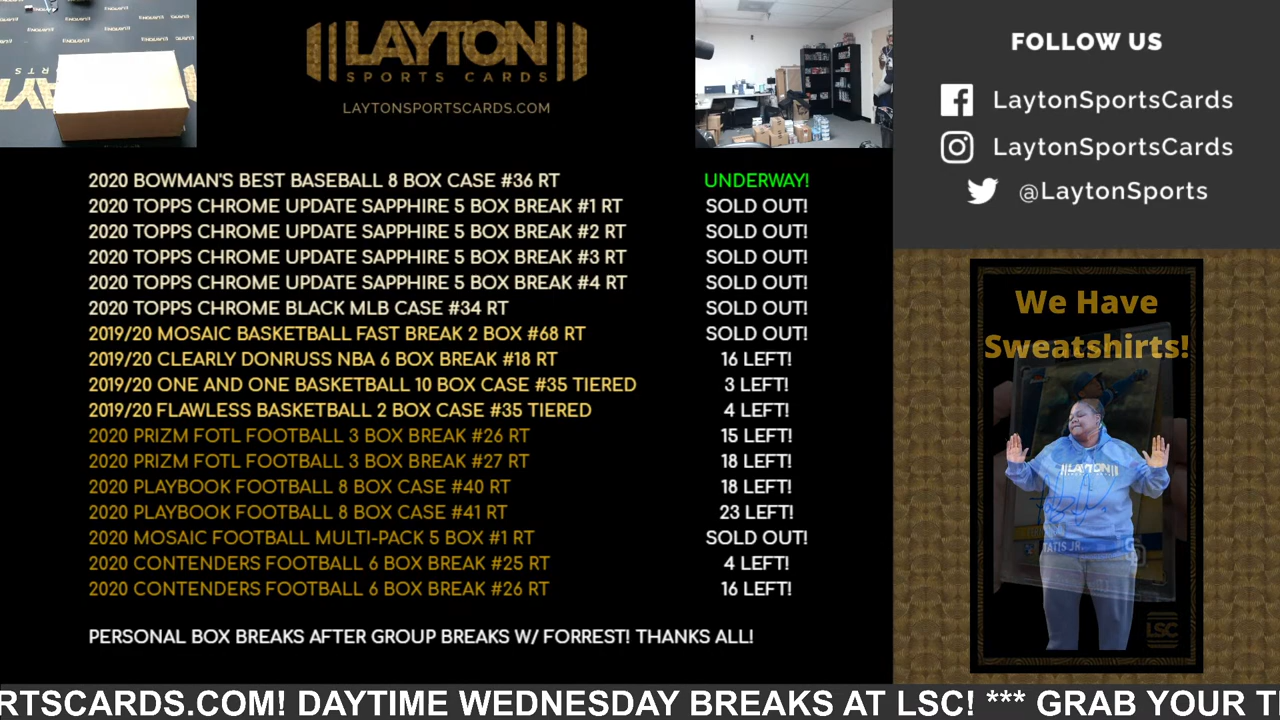 LAYTON
SPORTS CARDS
LAYTONSPORTSCARDS.COM
FOLLOW US
LaytonSportsCards
LaytonSportsCards
@LaytonSports
2020 BOWMAN'S BEST BASEBALL 8 BOX CASE #36 RT UNDERWAY!
2020 TOPPS CHROME UPDATE SAPPHIRE 5 BOX BREAK #1 RT SOLD OUT!
2020 TOPPS CHROME UPDATE SAPPHIRE 5 BOX BREAK #2 RT SOLD OUT!
2020 TOPPS CHROME UPDATE SAPPHIRE 5 BOX BREAK #3 RT SOLD OUT!
2020 TOPPS CHROME UPDATE SAPPHIRE 5 BOX BREAK #4 RT SOLD OUT!
2020 TOPPS CHROME BLACK MLB CASE #34 RT SOLD OUT!
2019/20 MOSAIC BASKETBALL FAST BREAK 2 BOX #68 RT SOLD OUT!
2019/20 CLEARLY DONRUSS NBA 6 BOX BREAK #18 RT 16 LEFT!
2019/20 ONE AND ONE BASKETBALL 10 BOX CASE #35 TIERED 3 LEFT!
2019/20 FLAWLESS BASKETBALL 2 BOX CASE #35 TIERED 4 LEFT!
2020 PRIZM FOTL FOOTBALL 3 BOX BREAK #26 RT 15 LEFT!
2020 PRIZM FOTL FOOTBALL 3 BOX BREAK #27 RT 18 LEFT!
2020 PLAYBOOK FOOTBALL 8 BOX CASE #40 RT 18 LEFT!
2020 PLAYBOOK FOOTBALL 8 BOX CASE #41 RT 23 LEFT!
2020 MOSAIC FOOTBALL MULTI-PACK 5 BOX #1 RT SOLD OUT!
2020 CONTENDERS FOOTBALL 6 BOX BREAK #25 RT 4 LEFT!
2020 CONTENDERS FOOTBALL 6 BOX BREAK #26 RT 16 LEFT!
PERSONAL BOX BREAKS AFTER GROUP BREAKS W/ FORREST! THANKS ALL!
We Have
Sweatshirts!
LAYTON
TATIS JR.
LSC
RTSCARDS.COM! DAYTIME WEDNESDAY BREAKS AT LSC! *** GRAB YOUR T